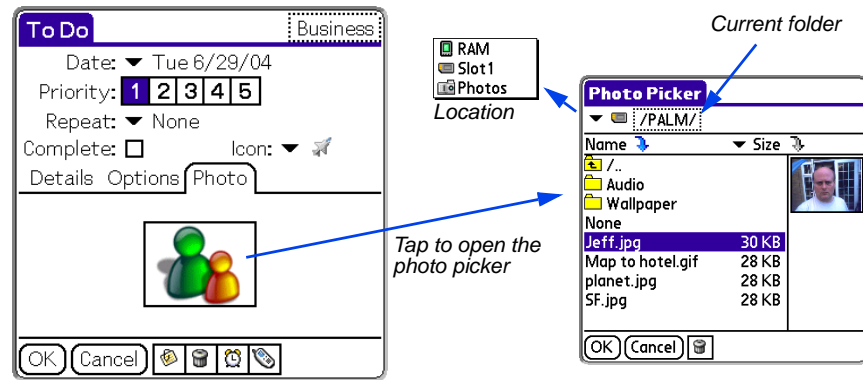 To Do
Business
Date: Tue 6/29/04
Priority: 1 2 3 4 5
Repeat: None
Complete: Icon:
Details Options Photo
OK Cancel
Tap to open the
photo picker
RAM
Slot1
Photos
Location
Current folder
Photo Picker
/PALM/
Name Size
/..
Audio
Wallpaper
None
Jeff.jpg 30 KB
Map to hotel.gif 28 KB
planet.jpg 28 KB
SF.jpg 28 KB
OK Cancel